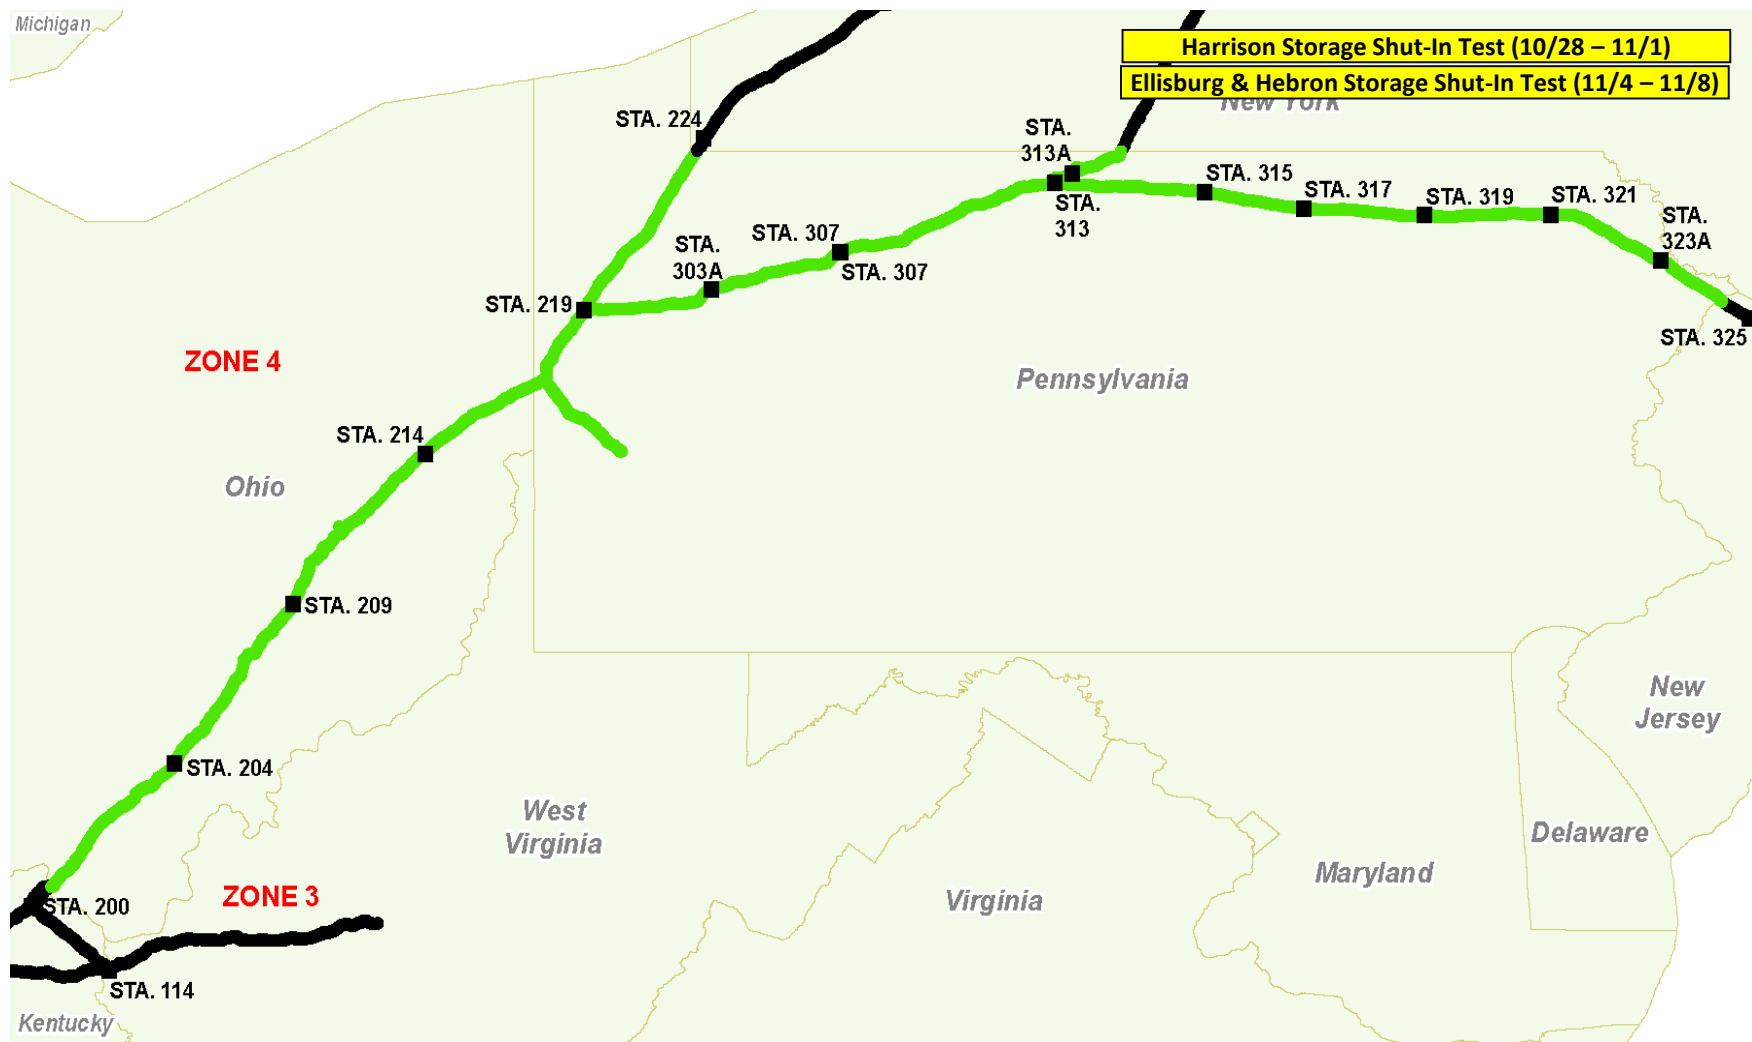 Michigan
Harrison Storage Shut-In Test (10/28 – 11/1)
Ellisburg & Hebron Storage Shut-In Test (11/4 – 11/8)
New York
STA. 224
STA.
313A
STA. 315
STA. 317
STA. 319
STA. 321
STA.
313
STA.
323A
STA. 307
STA. 307
STA.
303A
STA. 219
STA. 325
ZONE 4
Pennsylvania
STA. 214
Ohio
STA. 209
New
Jersey
STA. 204
West
Virginia
Delaware
Maryland
ZONE 3
Virginia
STA. 200
STA. 114
Kentucky